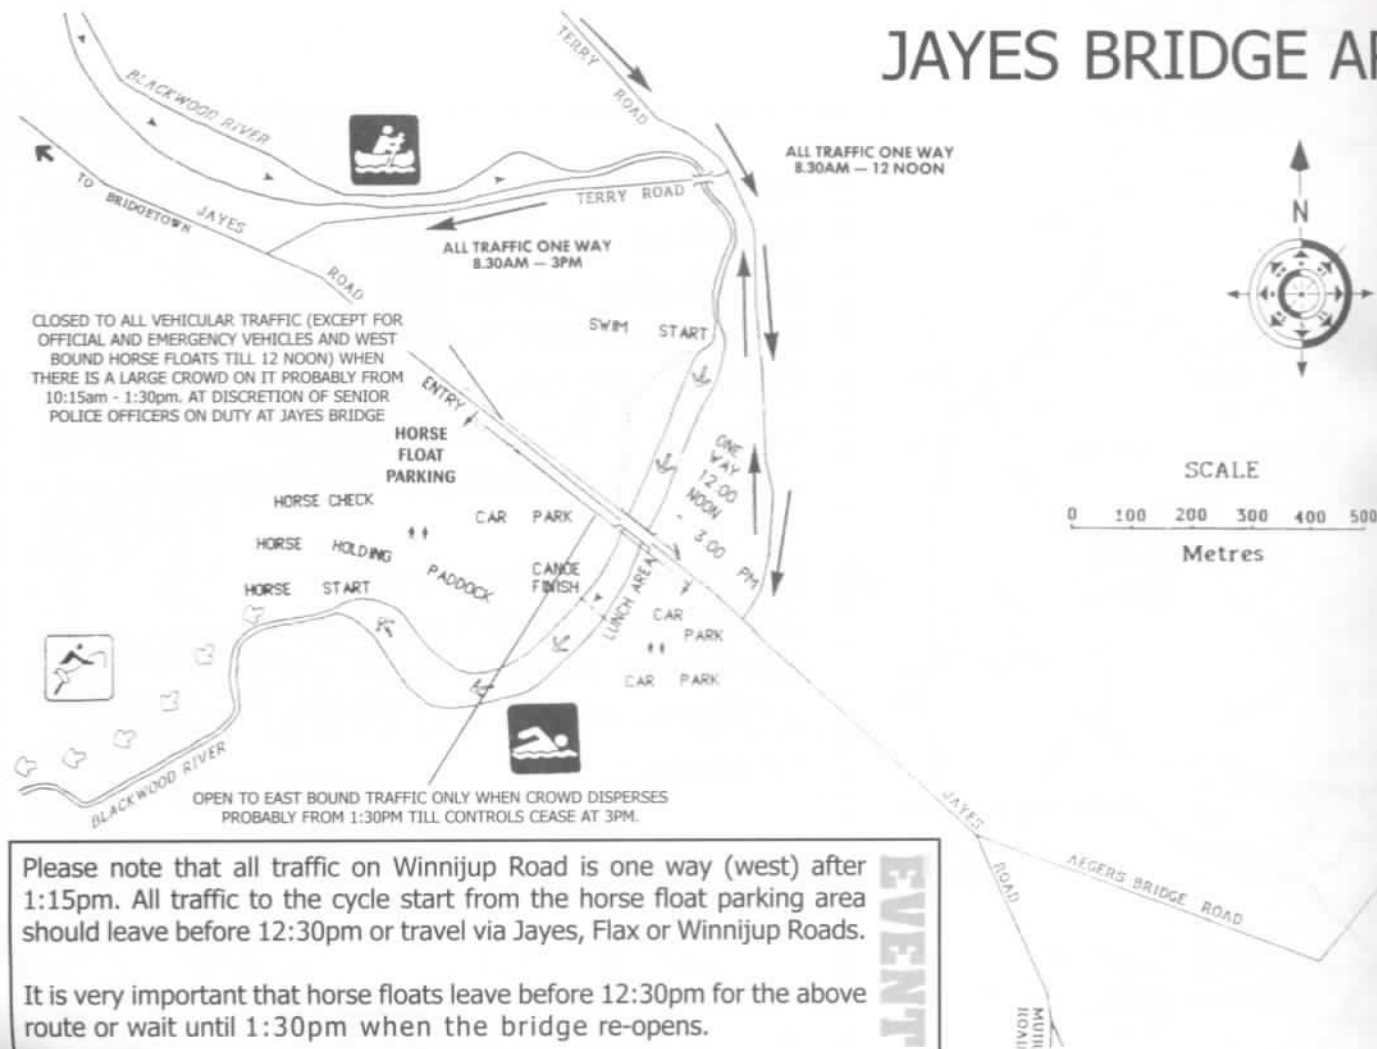 JAYES BRIDGE
TERRY
ROAD
BLACKWOOD RIVER
ALL TRAFFIC ONE WAY
8.30AM — 12 NOON
N
TO BRIDGETOWN
JAYES
ROAD
TERRY ROAD
ALL TRAFFIC ONE WAY
8.30AM — 3PM
SWIM START
CLOSED TO ALL VEHICULAR TRAFFIC (EXCEPT FOR
OFFICIAL AND EMERGENCY VEHICLES AND WEST
BOUND HORSE FLOATS TILL 12 NOON) WHEN
THERE IS A LARGE CROWD ON IT PROBABLY FROM
10:15am - 1:30pm. AT DISCRETION OF SENIOR
POLICE OFFICERS ON DUTY AT JAYES BRIDGE
ENTRY
HORSE
FLOAT
PARKING
ONE
WAY
12.00
NOON
-
3.00
PM
SCALE
0 100 200 300 400 500
Metres
HORSE CHECK
CAR PARK
HORSE HOLDING PADDOCK
CANOE
FINISH
HORSE START
LUNCH AREA
CAR
PARK
CAR PARK
BLACKWOOD RIVER
OPEN TO EAST BOUND TRAFFIC ONLY WHEN CROWD DISPERSES
PROBABLY FROM 1:30PM TILL CONTROLS CEASE AT 3PM.
JAYES
ROAD
AEGERS BRIDGE ROAD
Please note that all traffic on Winnijup Road is one way (west) after
1:15pm. All traffic to the cycle start from the horse float parking area
should leave before 12:30pm or travel via Jayes, Flax or Winnijup Roads.
It is very important that horse floats leave before 12:30pm for the above
route or wait until 1:30pm when the bridge re-opens.
EVENT